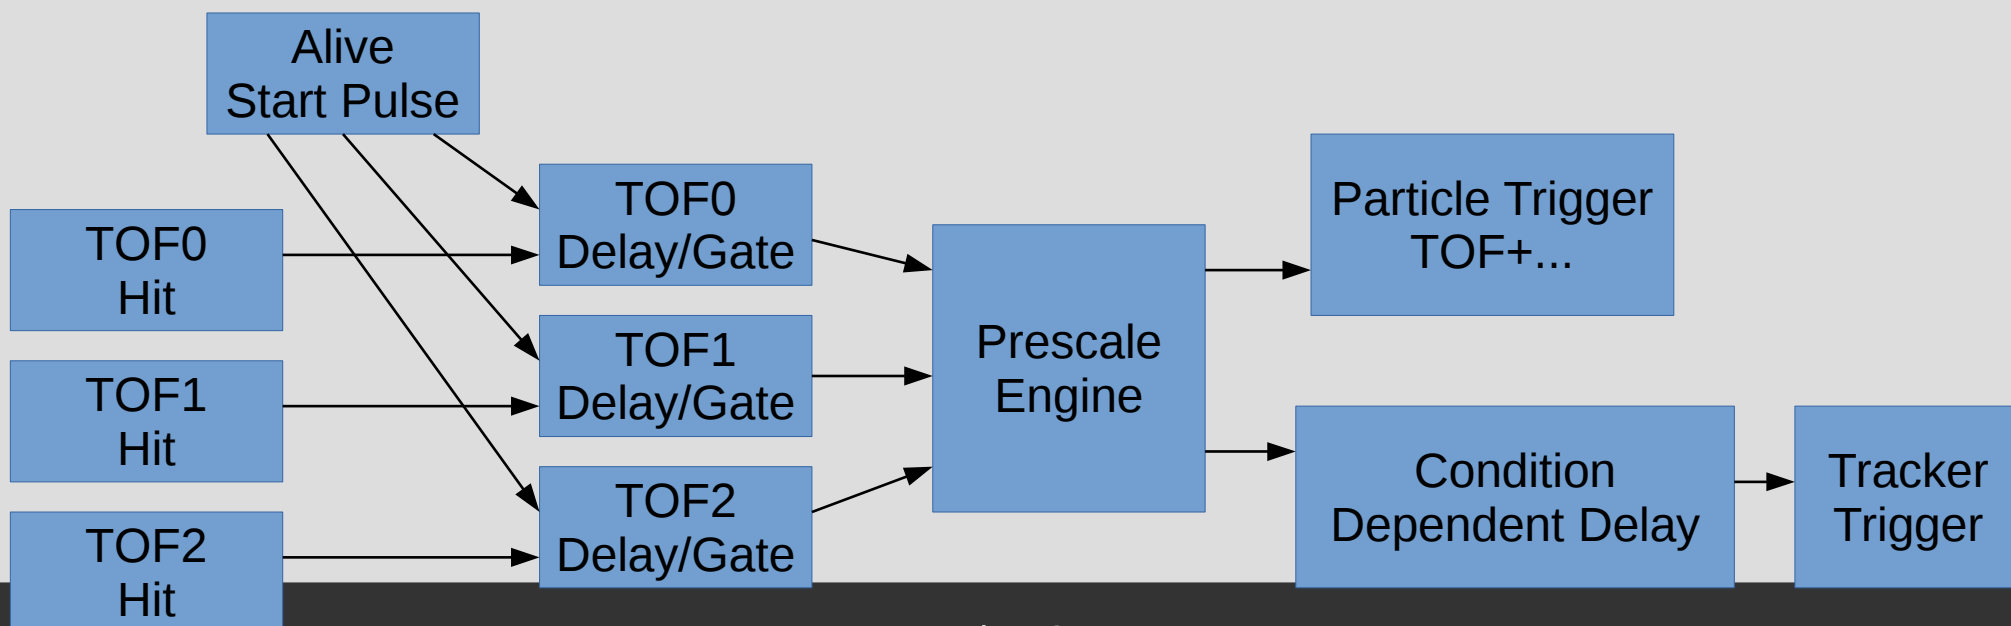 Alive
Start Pulse
TOF0
Hit
TOF1
Hit
TOF2
Hit
TOF0
Delay/Gate
TOF1
Delay/Gate
TOF2
Delay/Gate
Prescale
Engine
Particle Trigger
TOF+...
Condition
Dependent Delay
Tracker
Trigger